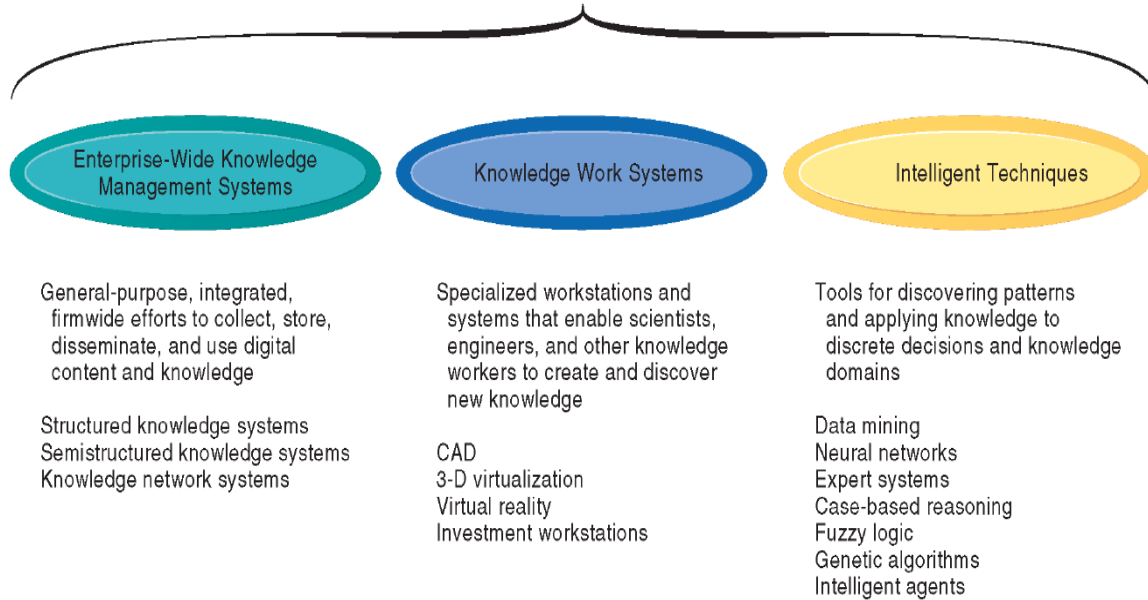 Enterprise-Wide Knowledge
Management Systems
General-purpose, integrated,
firmwide efforts to collect, store,
disseminate, and use digital
content and knowledge
Structured knowledge systems
Semistructured knowledge systems
Knowledge network systems
Knowledge Work Systems
Specialized workstations and
systems that enable scientists,
engineers, and other knowledge
workers to create and discover
new knowledge
CAD
3-D virtualization
Virtual reality
Investment workstations
Intelligent Techniques
Tools for discovering patterns
and applying knowledge to
discrete decisions and knowledge
domains
Data mining
Neural networks
Expert systems
Case-based reasoning
Fuzzy logic
Genetic algorithms
Intelligent agents